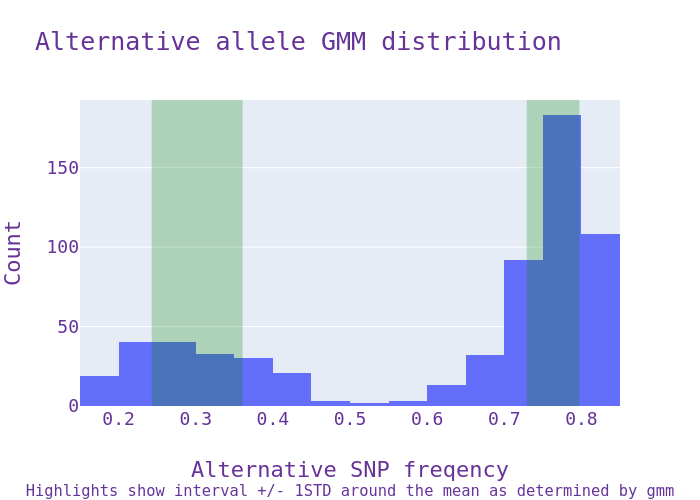 Alternative allele GMM distribution
Count
150
100
50
0
0.2 0.3 0.4 0.5 0.6 0.7 0.8
Alternative SNP freqency
Highlights show interval +/- 1STD around the mean as determined by gmm